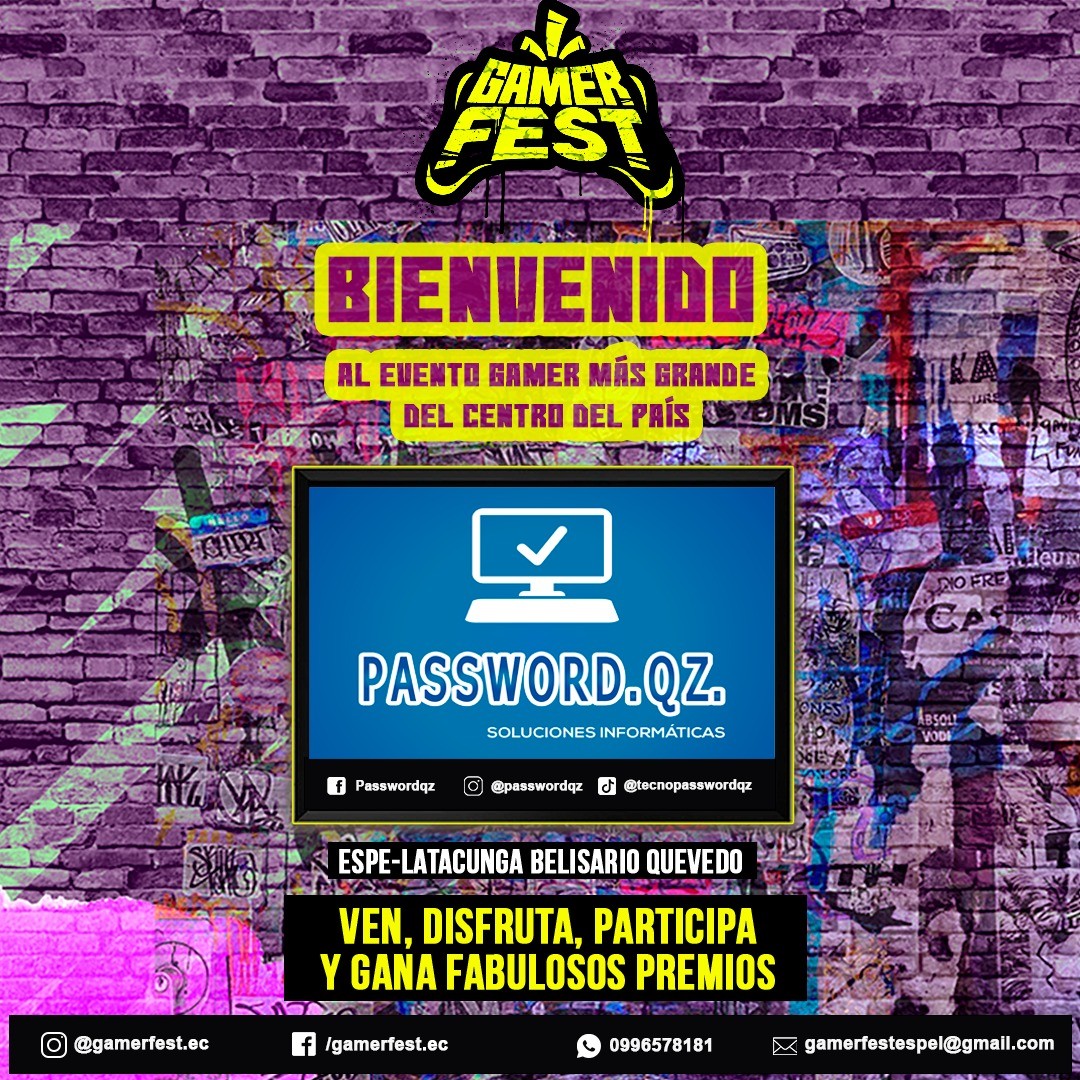 GAMER
FEST
BIENVENIDO
AL EVENTO GAMER MÁS GRANDE
DEL CENTRO DEL PAÍS
PASSWORD.QZ.
SOLUCIONES INFORMÁTICAS
Passwordqz @passwordqz @tecnopasswordqz
ESPE-LATACUNGA BELISARIO QUEVEDO
VEN, DISFRUTA, PARTICIPA
Y GANA FABULOSOS PREMIOS
@gamerfest.ec /gamerfest.ec 0996578181 gamerfestespel@gmail.com